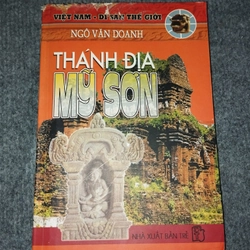 VIỆT NAM - DI SẢN THẾ GIỚI
NGÔ VĂN DOANH
THÁNH ĐỊA
MỸ SƠN
NHÀ XUẤT BẢN TRẺ